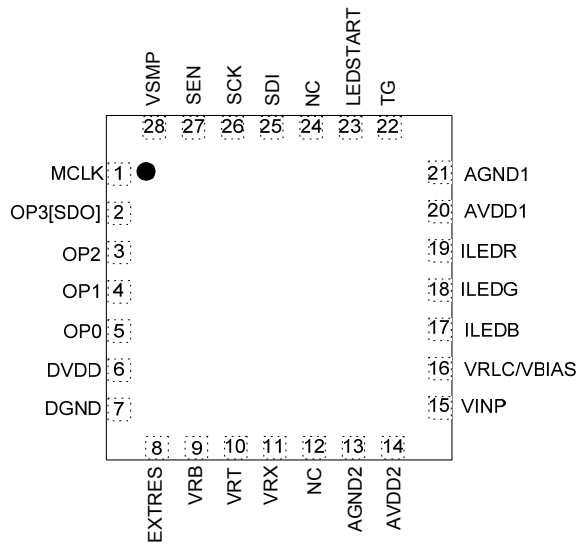 VSMP SEN SCK SDI NC LEDSTART TG
28 27 26 25 24 23 22
MCLK 1 21 AGND1
OP3[SDO] 2 20 AVDD1
OP2 3 19 ILEDR
OP1 4 18 ILEDG
OP0 5 17 ILEDB
DVDD 6 16 VRLC/VBIAS
DGND 7 15 VINP
8 9 10 11 12 13 14
EXTRES VRB VRT VRX NC AGND2 AVDD2